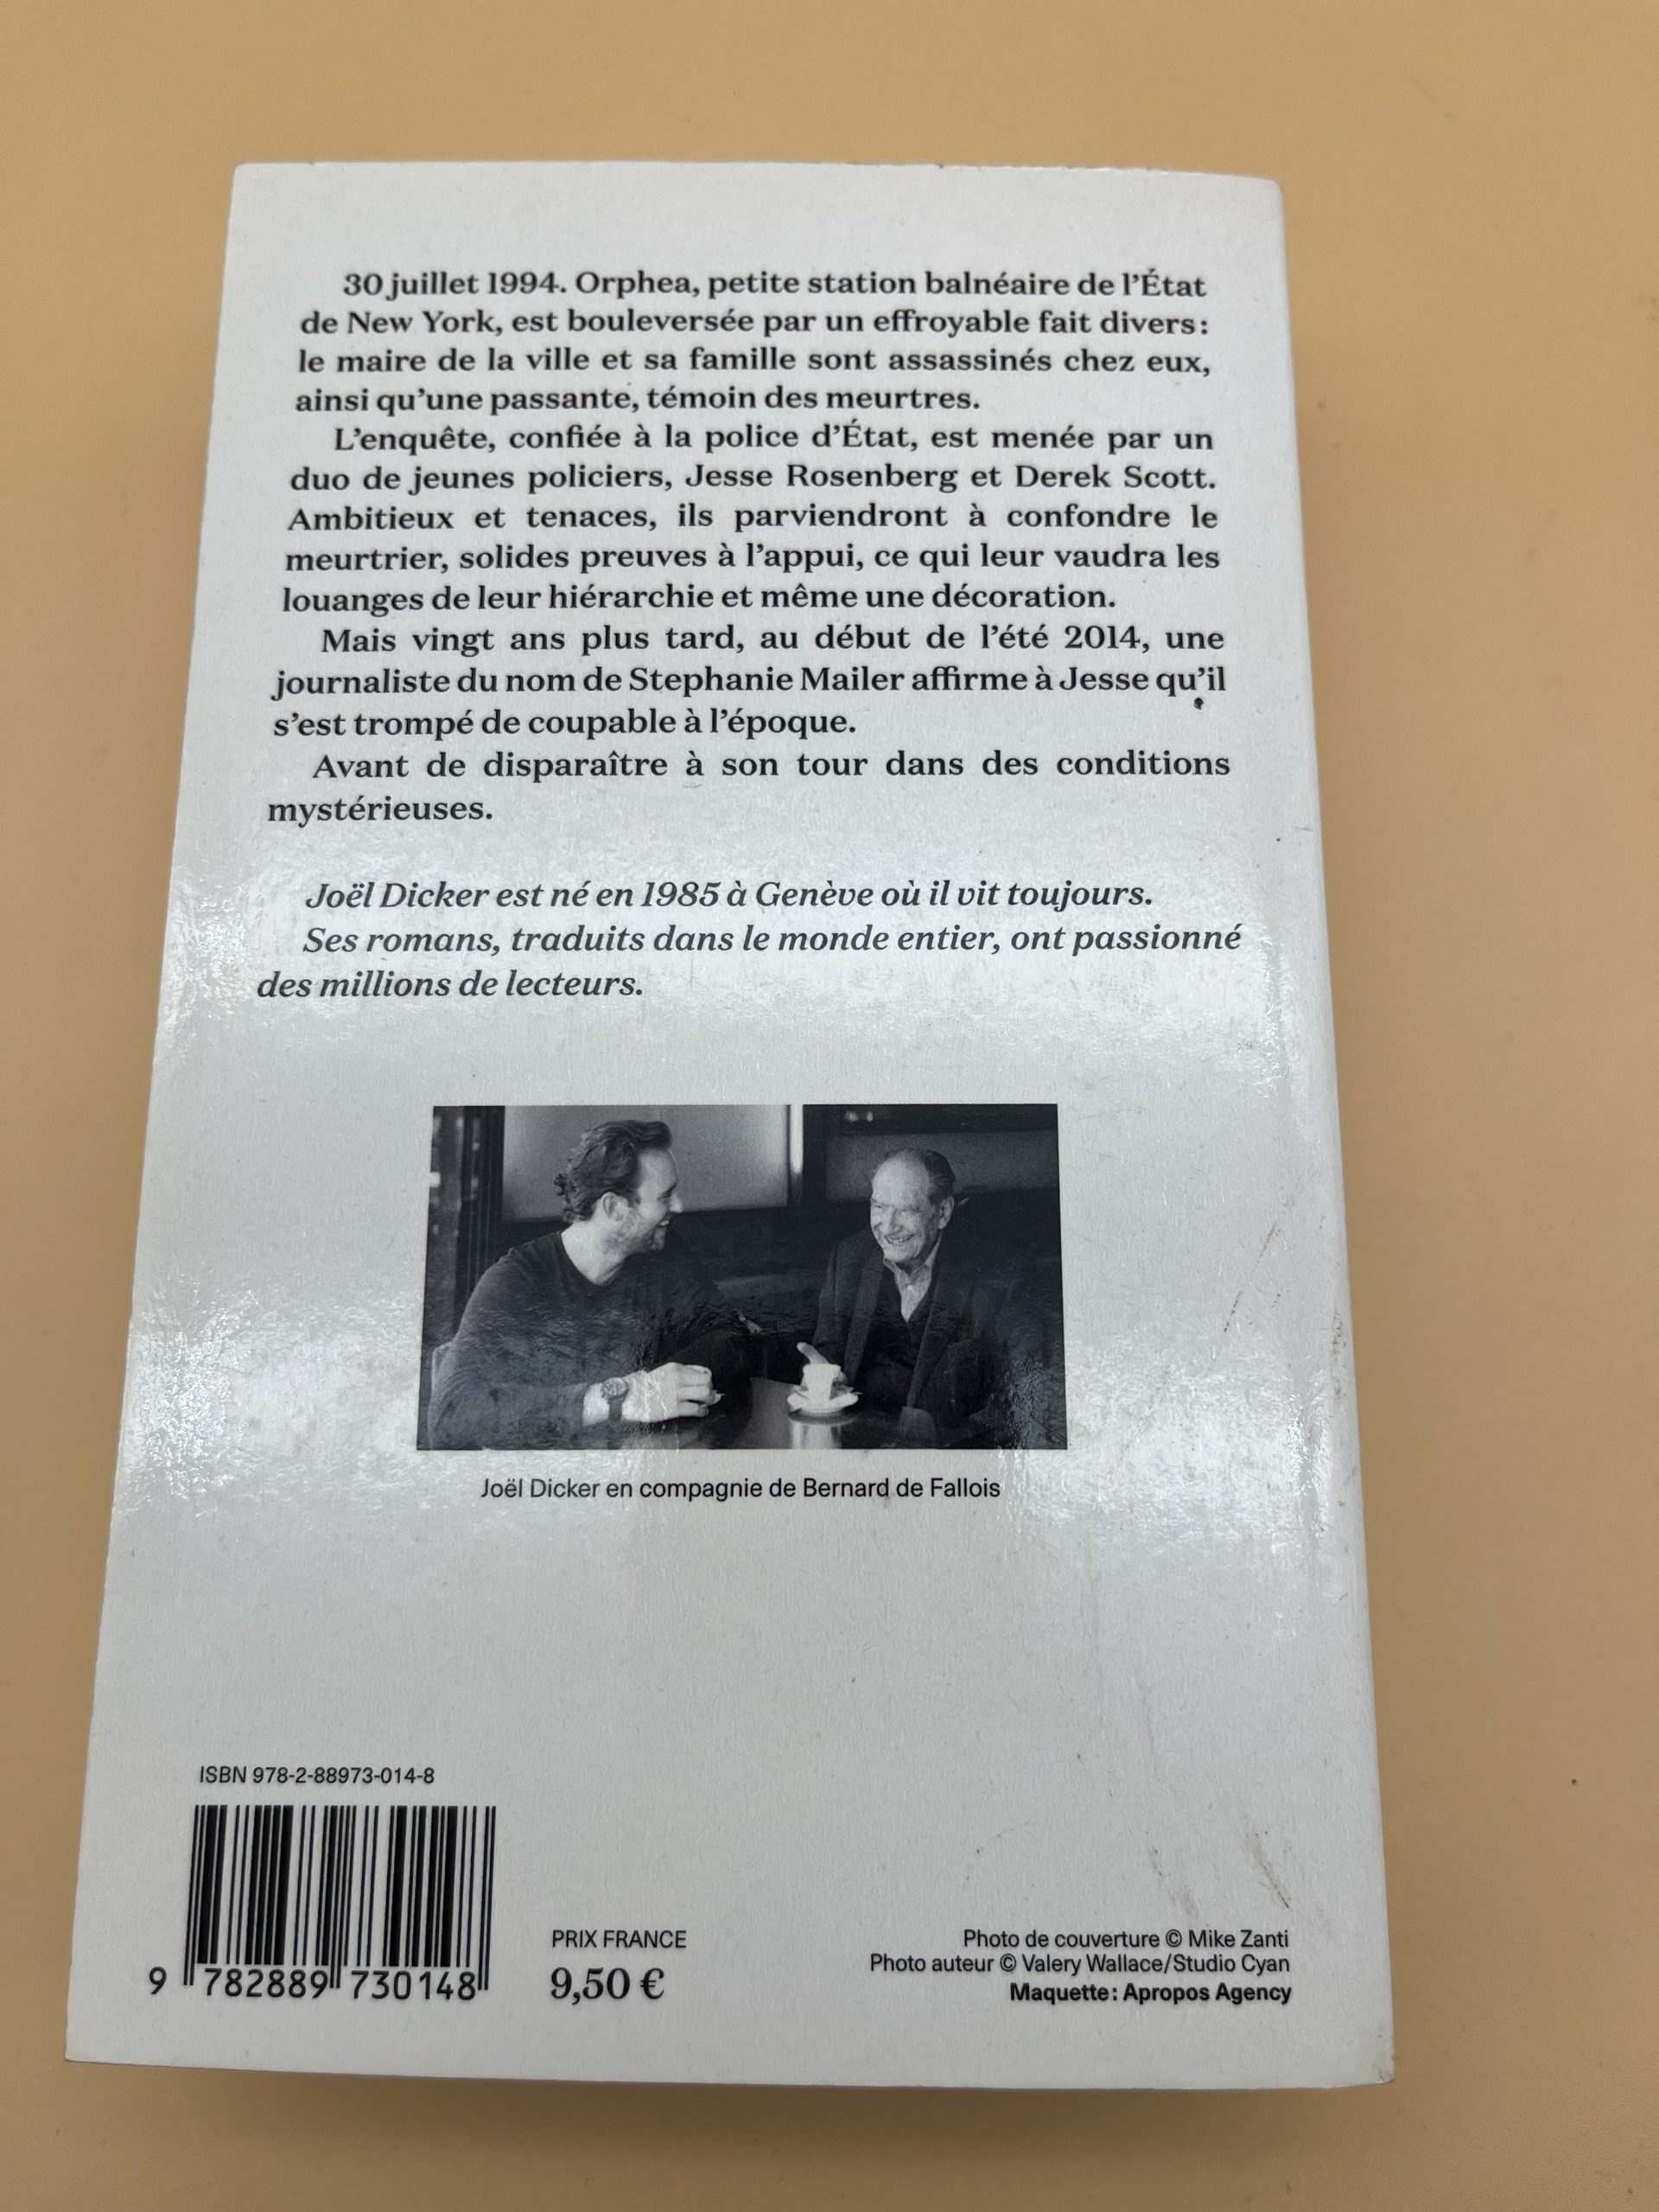 30 juillet 1994. Orphea, petite station balnéaire de l’État
de New York, est bouleversée par un effroyable fait divers :
le maire de la ville et sa famille sont assassinés chez eux,
ainsi qu’une passante, témoin des meurtres.
L’enquête, confiée à la police d’État, est menée par un
duo de jeunes policiers, Jesse Rosenberg et Derek Scott.
Ambitieux et tenaces, ils parviendront à confondre le
meurtrier, solides preuves à l’appui, ce qui leur vaudra les
louanges de leur hiérarchie et même une décoration.
Mais vingt ans plus tard, au début de l’été 2014, une
journaliste du nom de Stephanie Mailer affirme à Jesse qu’il
s’est trompé de coupable à l’époque.
Avant de disparaître à son tour dans des conditions
mystérieuses.
Joël Dicker est né en 1985 à Genève où il vit toujours.
Ses romans, traduits dans le monde entier, ont passionné
des millions de lecteurs.
Joël Dicker en compagnie de Bernard de Fallois
ISBN 978-2-88973-014-8
9 782889 730148
PRIX FRANCE
9,50 €
Photo de couverture © Mike Zanti
Photo auteur © Valery Wallace/Studio Cyan
Maquette : Apropos Agency